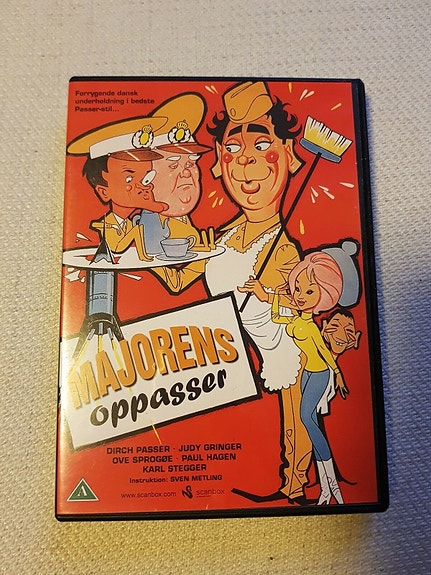 Forrygende dansk
underholdning i bedste
Passer-stil...
MAJORENS
oppasser
DIRCH PASSER · JUDY GRINGER
OVE SPROGØE · PAUL HAGEN
KARL STEGGER
Instruktion: SVEN METLING
A www.scanbox.com scanbox